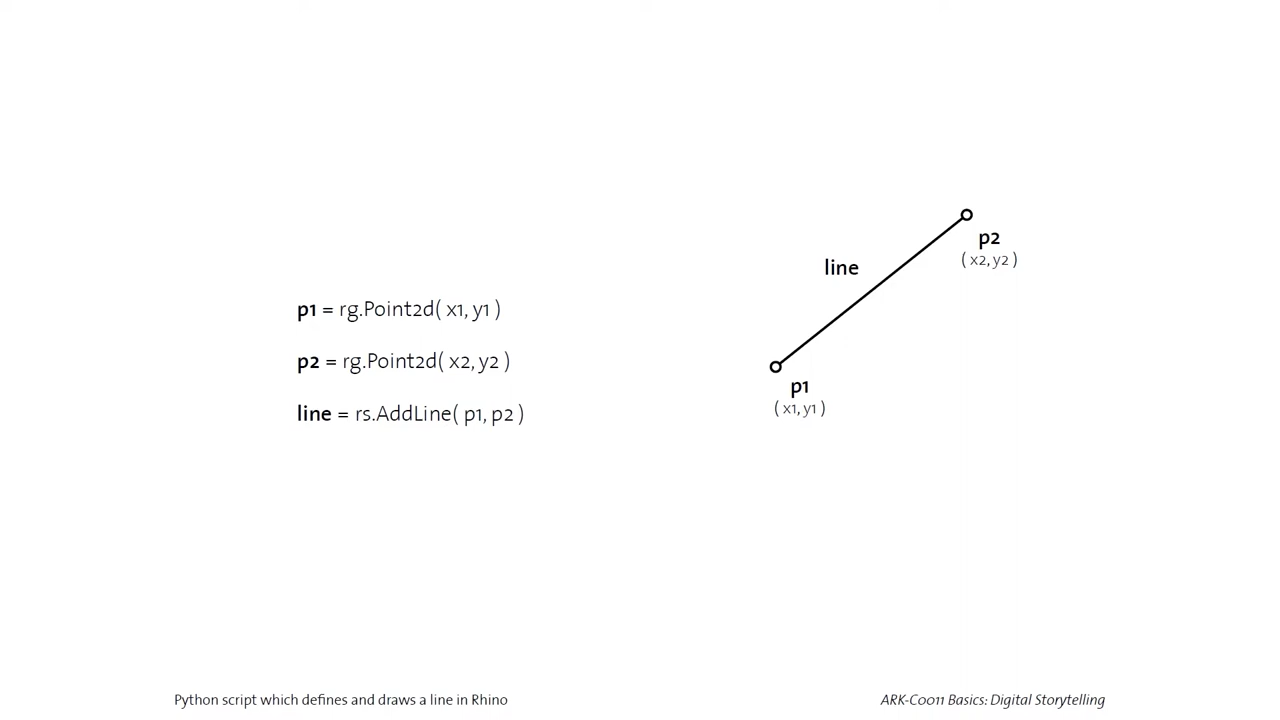 p1 = rg.Point2d( x1, y1 )
p2 = rg.Point2d( x2, y2 )
line = rs.AddLine( p1, p2 )
p2
( x2, y2 )
line
p1
( x1, y1 )
Python script which defines and draws a line in Rhino
ARK-C0011 Basics: Digital Storytelling